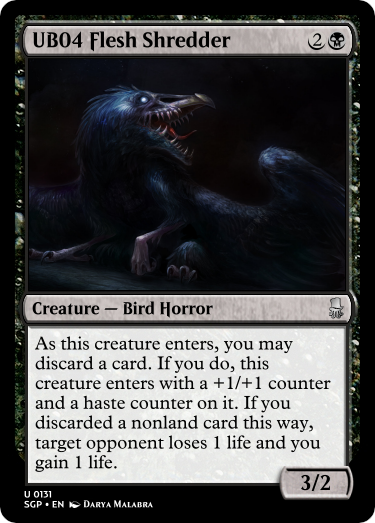 UB04 Flesh Shredder 2
Creature — Bird Horror
As this creature enters, you may
discard a card. If you do, this
creature enters with a +1/+1 counter
and a haste counter on it. If you
discarded a nonland card this way,
target opponent loses 1 life and you
gain 1 life.
3/2
U 0131
SGP • EN Darya Malabra